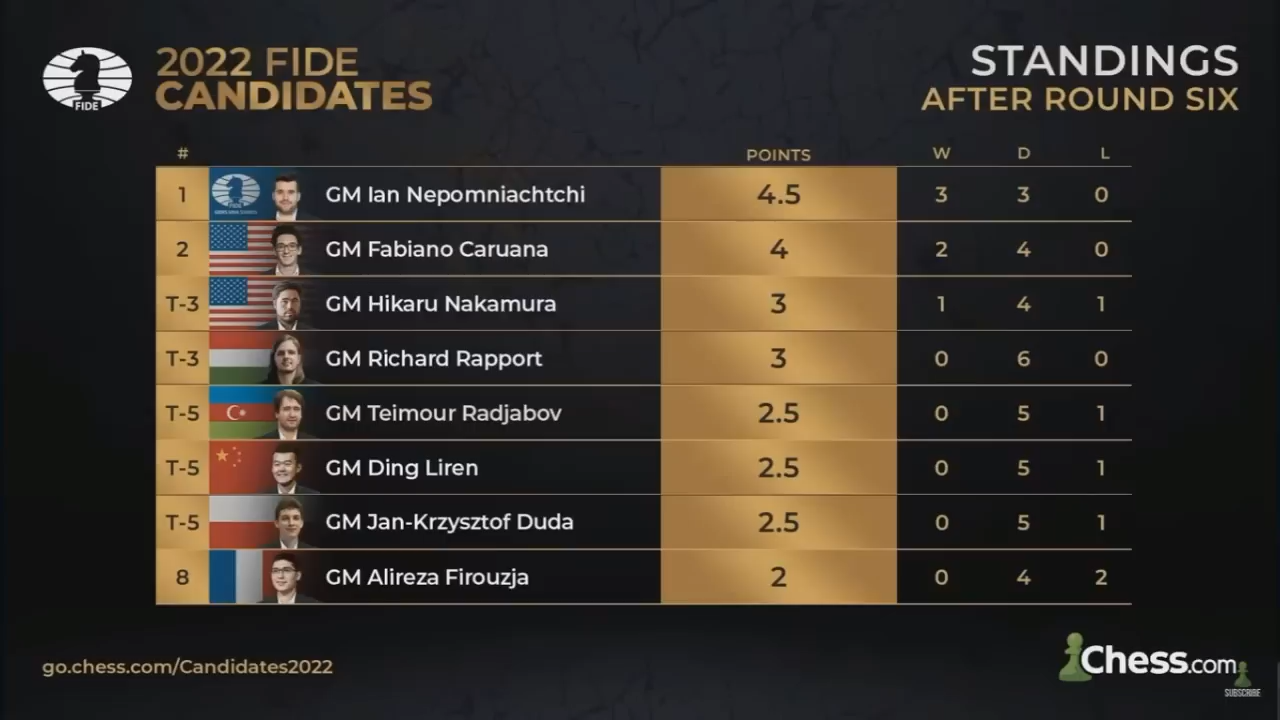 FIDE
2022 FIDE
CANDIDATES
STANDINGS
AFTER ROUND SIX
# POINTS W D L
1 FIDE GM Ian Nepomniachtchi 4.5 3 3 0
2 GM Fabiano Caruana 4 2 4 0
T-3 GM Hikaru Nakamura 3 1 4 1
T-3 GM Richard Rapport 3 0 6 0
T-5 GM Teimour Radjabov 2.5 0 5 1
T-5 GM Ding Liren 2.5 0 5 1
T-5 GM Jan-Krzysztof Duda 2.5 0 5 1
8 GM Alireza Firouzja 2 0 4 2
go.chess.com/Candidates2022
Chess.com
SUBSCRIBE